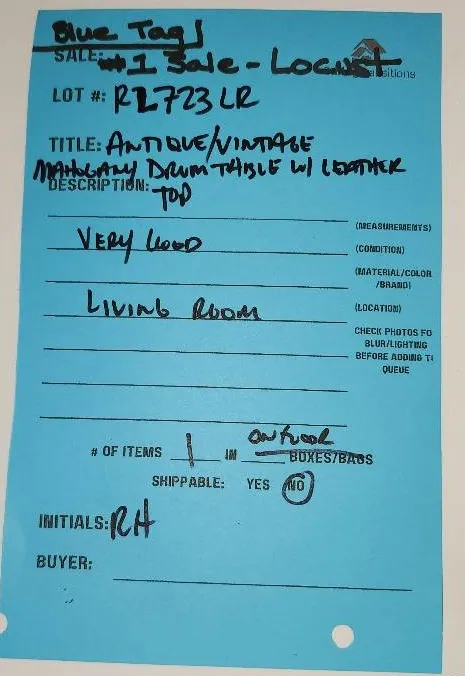 Blue Tag
SALE: #1 Sale - Locust
sitions
LOT #: R2723LR
TITLE: ANTIQUE/VINTAGE
MAHOGANY DRUM TABLE W/ LEATHER
DESCRIPTION: TOP
(MEASUREMENTS)
VERY GOOD (CONDITION)
(MATERIAL/COLOR
/BRAND)
LIVING ROOM (LOCATION)
CHECK PHOTOS FO
BLUR/LIGHTING
BEFORE ADDING T
QUEUE
ON FLOOR
# OF ITEMS 1 IN BOXES/BAGS
SHIPPABLE: YES NO
INITIALS: RH
BUYER: